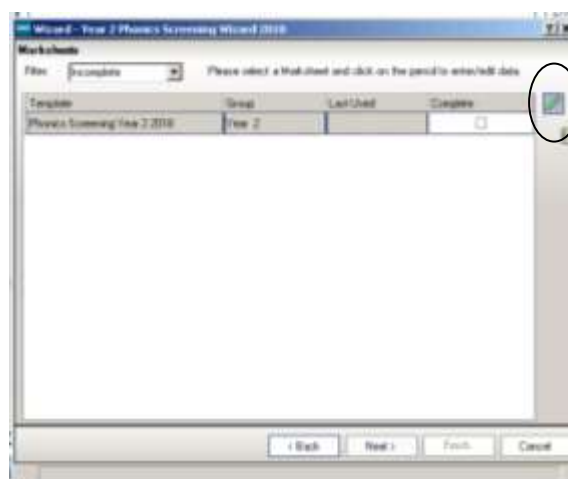 Wizard - Year 2 Phonics Screening Wizard 2018
Worksheets
Filter Incomplete Please select a Marksheet and click on the pencil to enter/edit data.
Template Group Last Used Complete
Phonics Screening Year 2 2018 Year 2
< Back Next > Finish Cancel